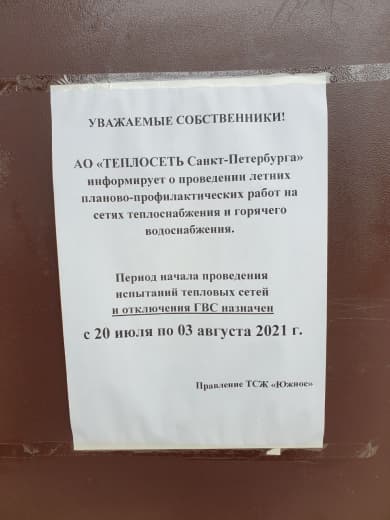 УВАЖАЕМЫЕ СОБСТВЕННИКИ!
АО «ТЕПЛОСЕТЬ Санкт-Петербурга»
информирует о проведении летних
планово-профилактических работ на
сетях теплоснабжения и горячего
водоснабжения.
Период начала проведения
испытаний тепловых сетей
и отключения ГВС назначен
с 20 июля по 03 августа 2021 г.
Правление ТСЖ «Южное»